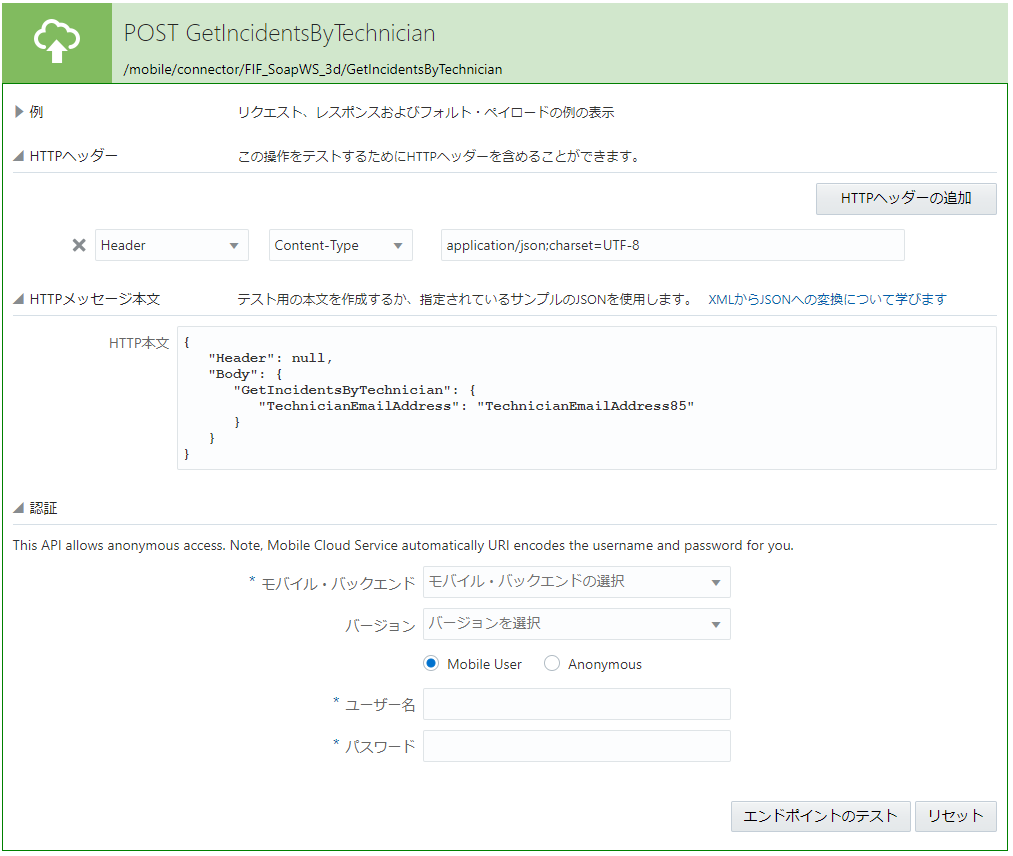 POST GetIncidentsByTechnician
/mobile/connector/FIF_SoapWS_3d/GetIncidentsByTechnician
例 リクエスト、レスポンスおよびフォルト・ペイロードの例の表示
HTTPヘッダー この操作をテストするためにHTTPヘッダーを含めることができます。
HTTPヘッダーの追加
Header Content-Type application/json;charset=UTF-8
HTTPメッセージ本文 テスト用の本文を作成するか、指定されているサンプルのJSONを使用します。 XMLからJSONへの変換について学びます
HTTP本文 {
"Header": null,
"Body": {
"GetIncidentsByTechnician": {
"TechnicianEmailAddress": "TechnicianEmailAddress85"
}
}
}
認証
This API allows anonymous access. Note, Mobile Cloud Service automatically URI encodes the username and password for you.
* モバイル・バックエンド モバイル・バックエンドの選択
バージョン バージョンを選択
Mobile User Anonymous
* ユーザー名
* パスワード
エンドポイントのテスト リセット